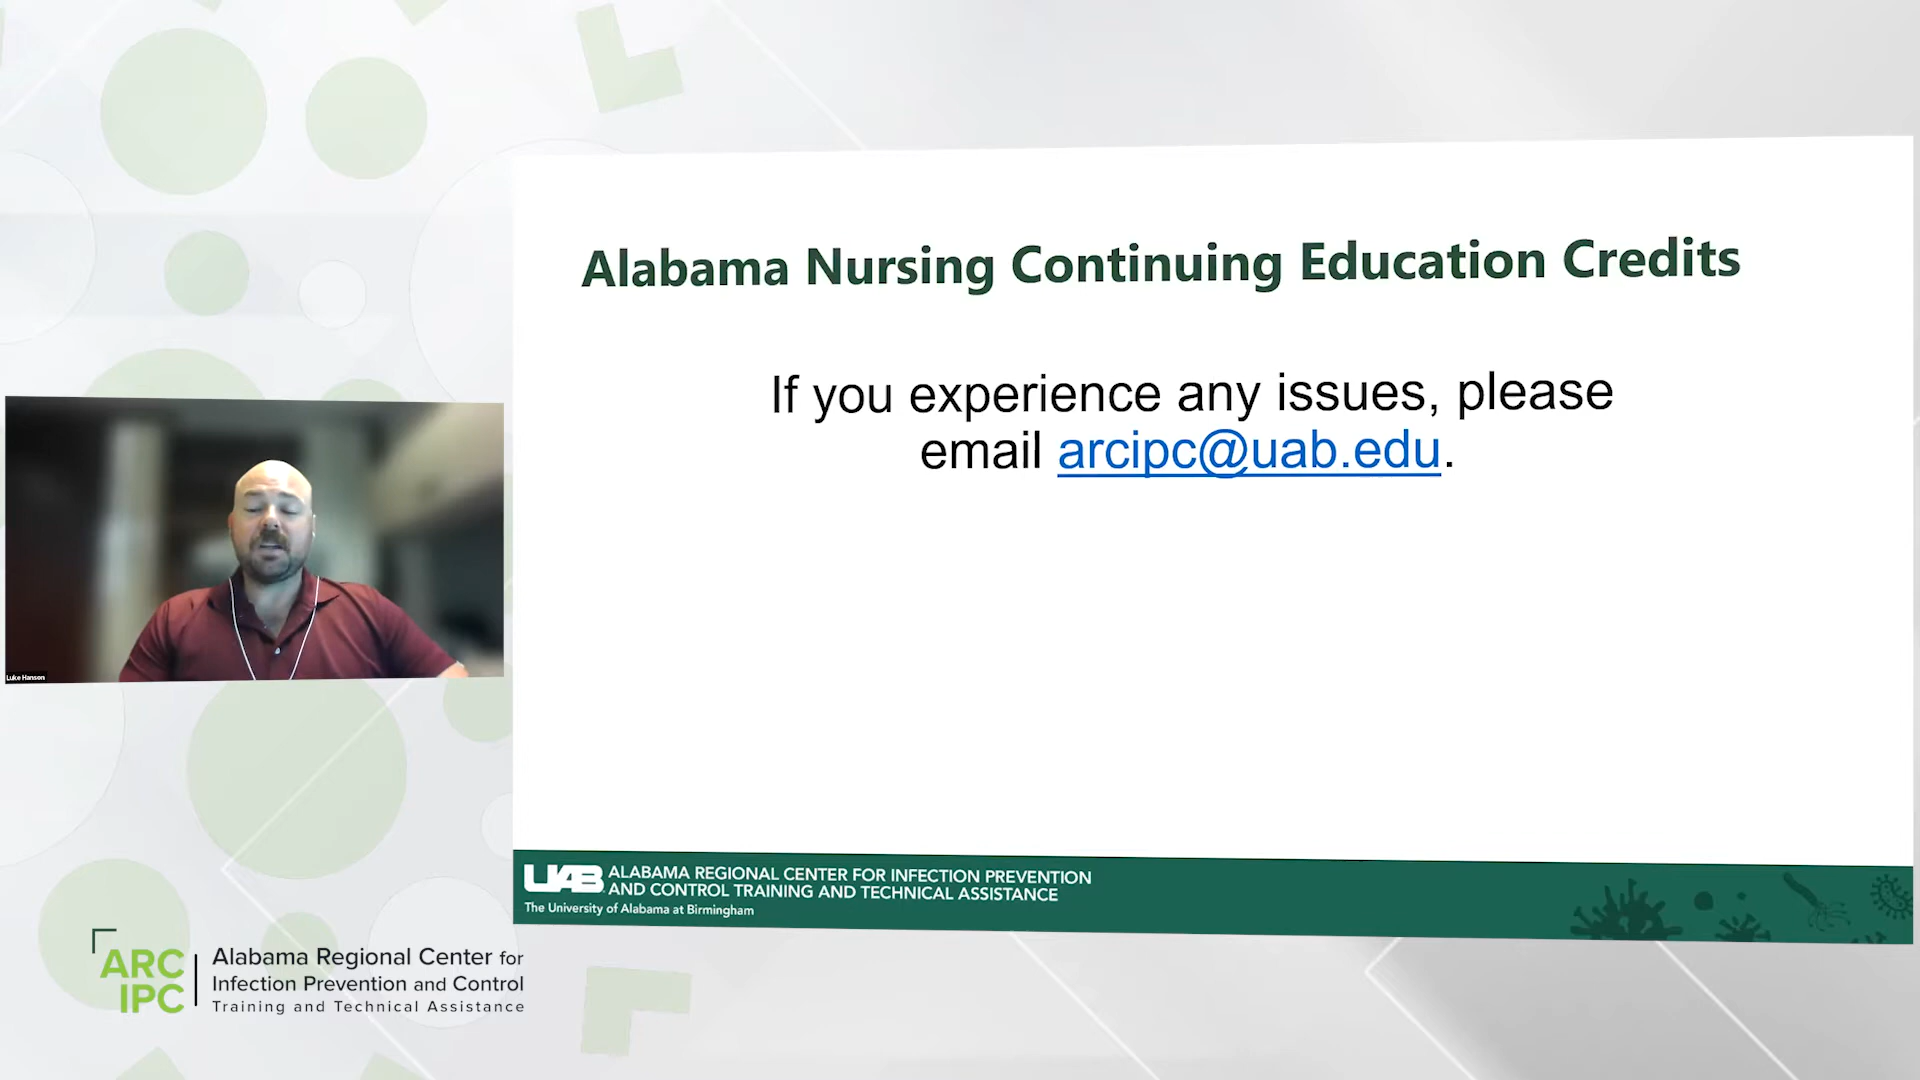 Alabama Nursing Continuing Education Credits
If you experience any issues, please
email arcipc@uab.edu.
Luke Hanson
UAB ALABAMA REGIONAL CENTER FOR INFECTION PREVENTION
AND CONTROL TRAINING AND TECHNICAL ASSISTANCE
The University of Alabama at Birmingham
ARC
IPC
Alabama Regional Center for
Infection Prevention and Control
Training and Technical Assistance